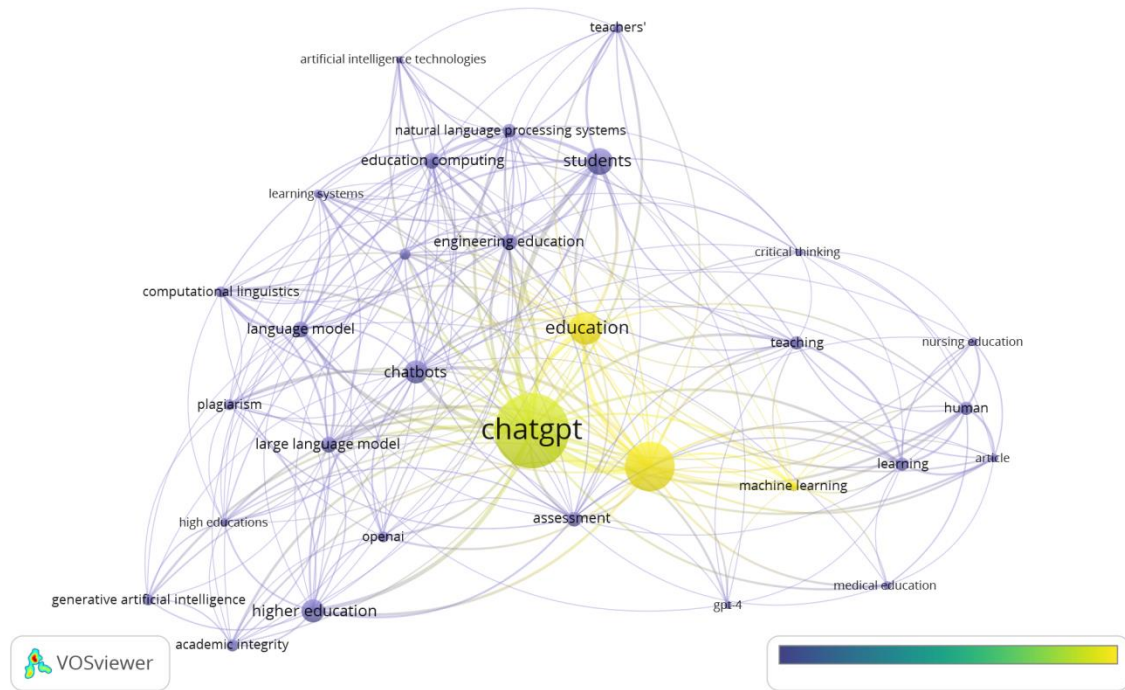 teachers'
artificial intelligence technologies
natural language processing systems
education computing
students
learning systems
engineering education
critical thinking
computational linguistics
language model
education
teaching
nursing education
chatbots
plagiarism
human
chatgpt
large language model
learning
article
machine learning
high educations
assessment
openai
medical education
generative artificial intelligence
gpt-4
higher education
academic integrity
VOSviewer